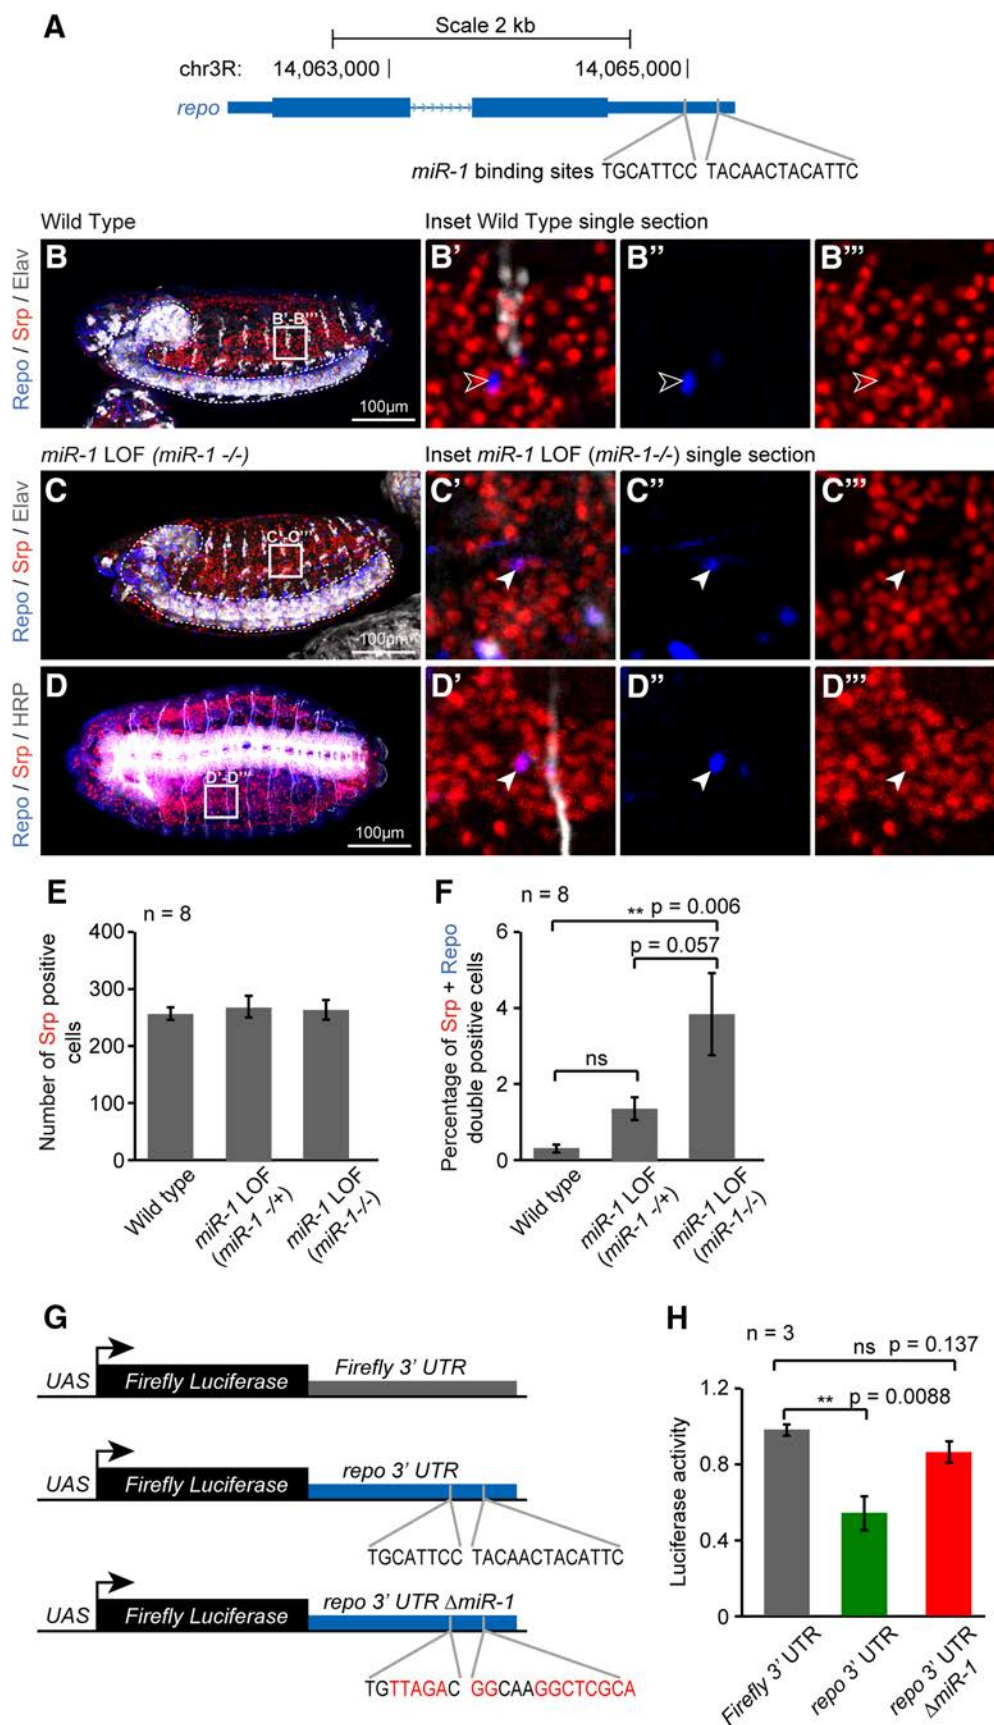 A
Scale 2 kb
chr3R: 14,063,000 | 14,065,000 |
repo
miR-1 binding sites TGCATTCC TACAACTACATTC
Wild Type
Inset Wild Type single section
Repo / Srp / Elav
B
B'-B'''
100µm
B'
B''
B'''
miR-1 LOF (miR-1 -/-)
Inset miR-1 LOF (miR-1-/-) single section
Repo / Srp / Elav
C
100µm
C'
C''
C'''
Repo / Srp / HRP
D
D'-D'''
100µm
D'
D''
D'''
E
n = 8
Number of Srp positive cells
400
300
200
100
0
Wild type
miR-1 LOF (miR-1 -/+)
miR-1 LOF (miR-1-/-)
F
n = 8
** p = 0.006
p = 0.057
ns
Percentage of Srp + Repo double positive cells
6
4
2
0
Wild type
miR-1 LOF (miR-1 -/+)
miR-1 LOF (miR-1-/-)
G
UAS Firefly Luciferase Firefly 3' UTR
UAS Firefly Luciferase repo 3' UTR
TGCATTCC TACAACTACATTC
UAS Firefly Luciferase repo 3' UTR ΔmiR-1
TGTTAGAC GGCAAGGCTCGCA
H
n = 3
ns p = 0.137
** p = 0.0088
Luciferase activity
1.2
0.8
0.4
0
Firefly 3' UTR
repo 3' UTR
repo 3' UTR ΔmiR-1